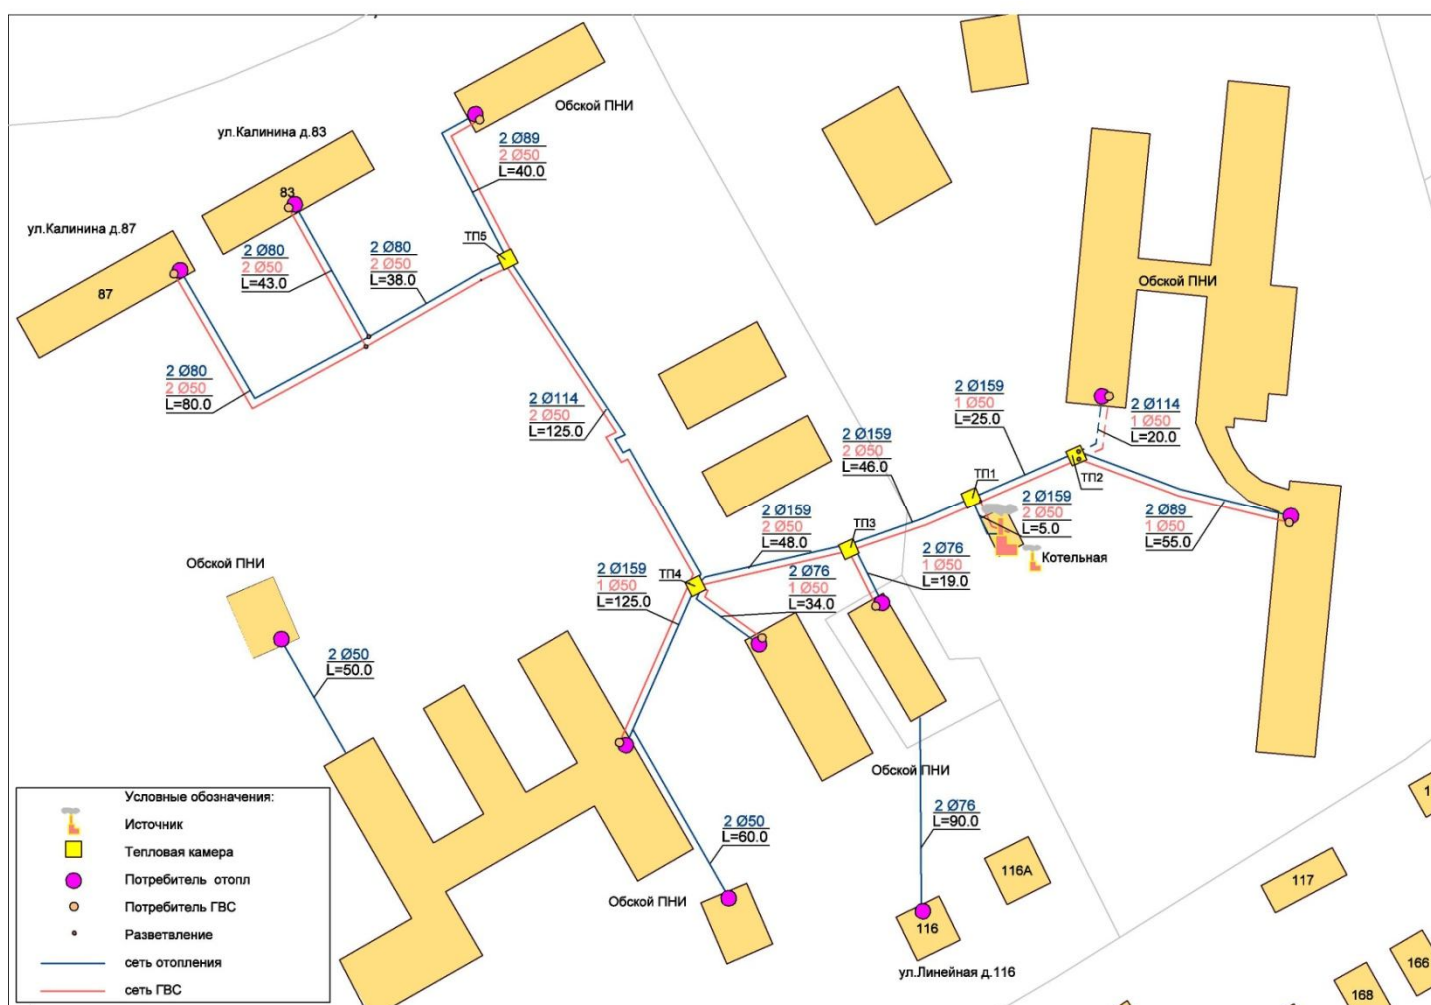 Обской ПНИ
ул.Калинина д.83
2 Ø89
2 Ø50
L=40.0
83
ул.Калинина д.87
ТП5
2 Ø80
2 Ø50
L=43.0
2 Ø80
2 Ø50
L=38.0
87
Обской ПНИ
2 Ø80
2 Ø50
L=80.0
2 Ø114
2 Ø50
L=125.0
2 Ø159
1 Ø50
L=25.0
2 Ø114
1 Ø50
L=20.0
2 Ø159
2 Ø50
L=46.0
ТП1
ТП2
2 Ø159
2 Ø50
L=48.0
2 Ø159
2 Ø50
L=5.0
2 Ø89
1 Ø50
L=55.0
ТП3
Котельная
Обской ПНИ
2 Ø159
1 Ø50
L=125.0
ТП4
2 Ø76
1 Ø50
L=34.0
2 Ø76
1 Ø50
L=19.0
2 Ø50
L=50.0
Обской ПНИ
2 Ø50
L=60.0
2 Ø76
L=90.0
116А
117
Обской ПНИ
116
ул.Линейная д.116
166
168
1
Условные обозначения:
Источник
Тепловая камера
Потребитель отопл
Потребитель ГВС
Разветвление
сеть отопления
сеть ГВС